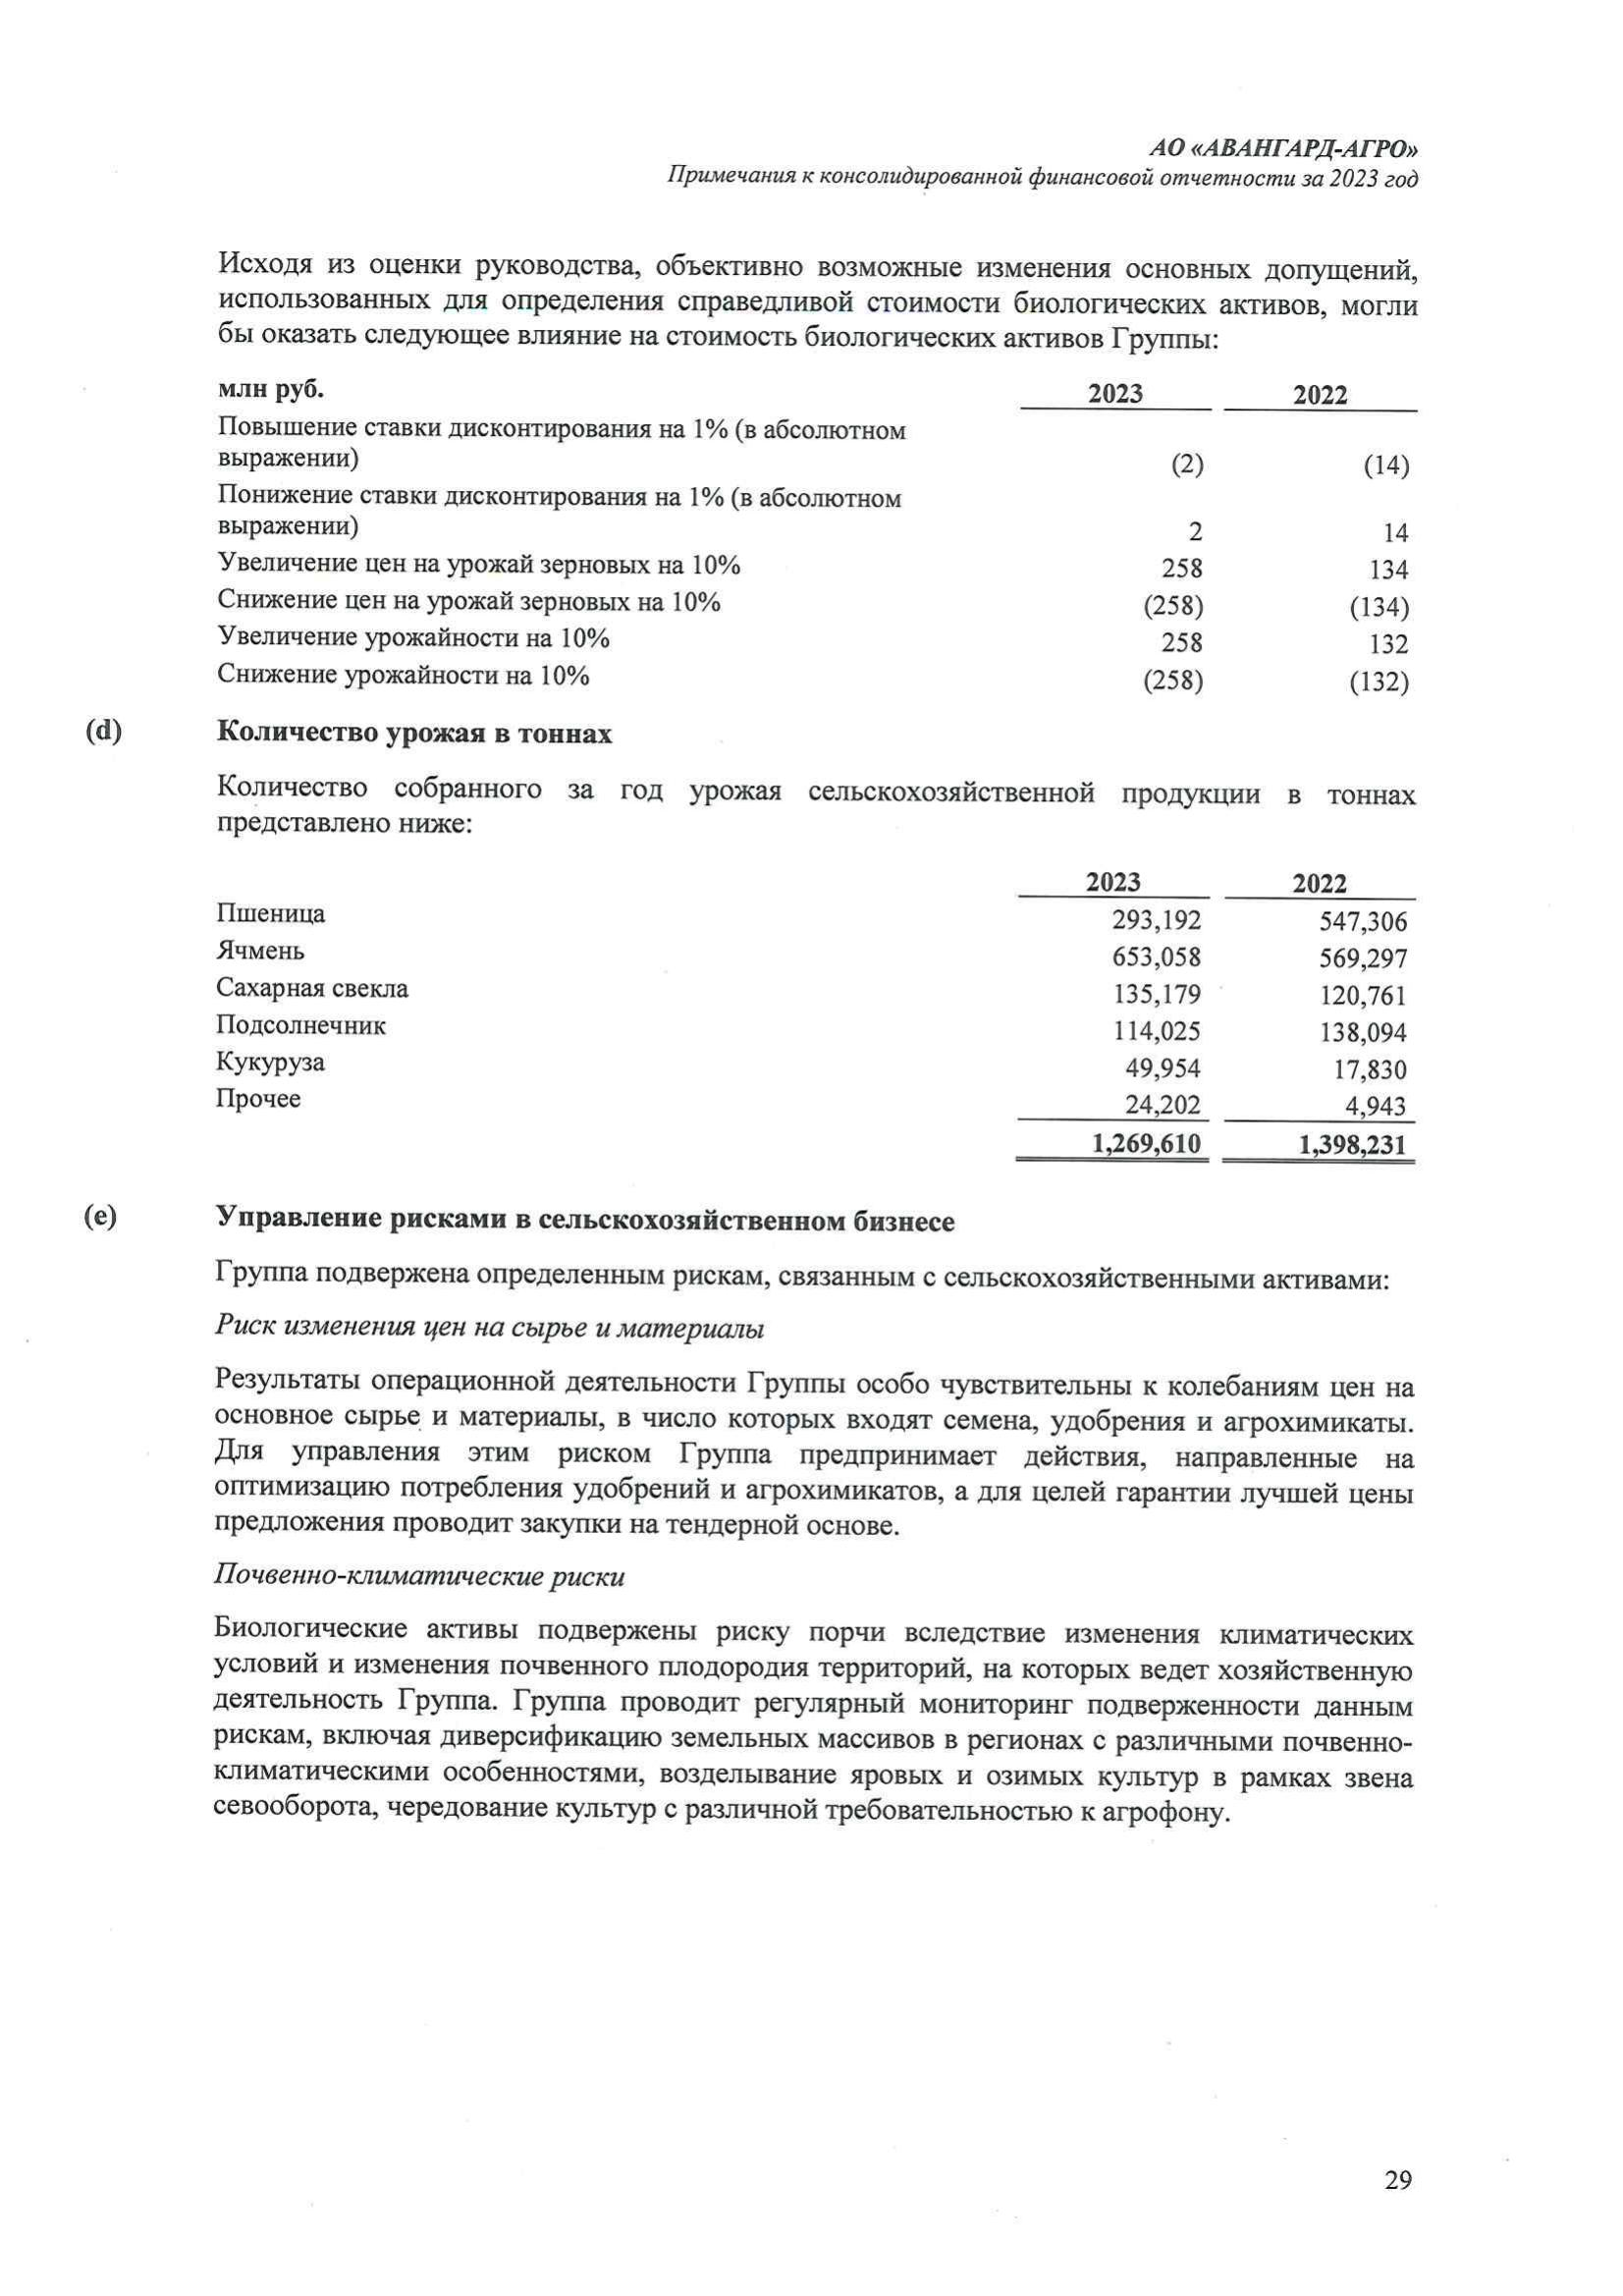 АО «АВАНГАРД-АГРО»
Примечания к консолидированной финансовой отчетности за 2023 год
Исходя из оценки руководства, объективно возможные изменения основных допущений,
использованных для определения справедливой стоимости биологических активов, могли
бы оказать следующее влияние на стоимость биологических активов Группы:
млн руб. 2023 2022
Повышение ставки дисконтирования на 1% (в абсолютном
выражении) (2) (14)
Понижение ставки дисконтирования на 1% (в абсолютном
выражении) 2 14
Увеличение цен на урожай зерновых на 10% 258 134
Снижение цен на урожай зерновых на 10% (258) (134)
Увеличение урожайности на 10% 258 132
Снижение урожайности на 10% (258) (132)
(d) Количество урожая в тоннах
Количество собранного за год урожая сельскохозяйственной продукции в тоннах
представлено ниже:
2023 2022
Пшеница 293,192 547,306
Ячмень 653,058 569,297
Сахарная свекла 135,179 120,761
Подсолнечник 114,025 138,094
Кукуруза 49,954 17,830
Прочее 24,202 4,943
1,269,610 1,398,231
(e) Управление рисками в сельскохозяйственном бизнесе
Группа подвержена определенным рискам, связанным с сельскохозяйственными активами:
Риск изменения цен на сырье и материалы
Результаты операционной деятельности Группы особо чувствительны к колебаниям цен на
основное сырье и материалы, в число которых входят семена, удобрения и агрохимикаты.
Для управления этим риском Группа предпринимает действия, направленные на
оптимизацию потребления удобрений и агрохимикатов, а для целей гарантии лучшей цены
предложения проводит закупки на тендерной основе.
Почвенно-климатические риски
Биологические активы подвержены риску порчи вследствие изменения климатических
условий и изменения почвенного плодородия территорий, на которых ведет хозяйственную
деятельность Группа. Группа проводит регулярный мониторинг подверженности данным
рискам, включая диверсификацию земельных массивов в регионах с различными почвенно-
климатическими особенностями, возделывание яровых и озимых культур в рамках звена
севооборота, чередование культур с различной требовательностью к агрофону.
29